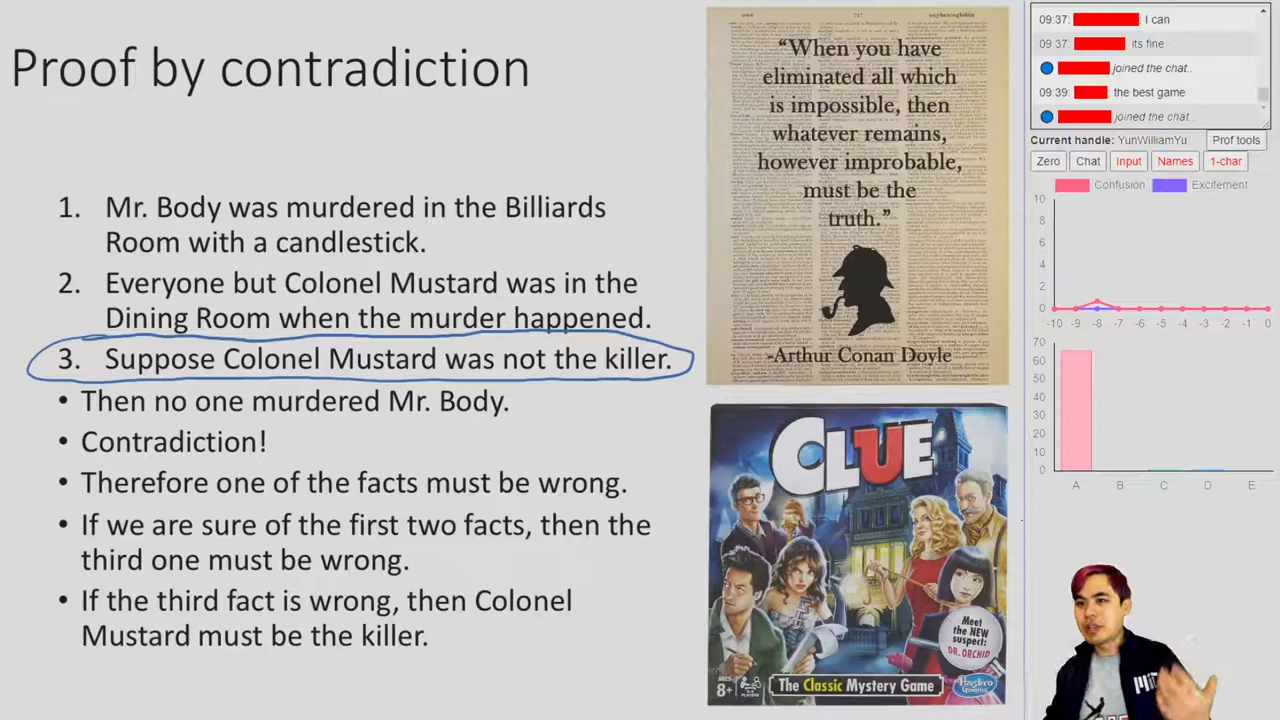 Proof by contradiction
1. Mr. Body was murdered in the Billiards
Room with a candlestick.
2. Everyone but Colonel Mustard was in the
Dining Room when the murder happened.
3. Suppose Colonel Mustard was not the killer.
• Then no one murdered Mr. Body.
• Contradiction!
• Therefore one of the facts must be wrong.
• If we are sure of the first two facts, then the
third one must be wrong.
• If the third fact is wrong, then Colonel
Mustard must be the killer.
717
“When you have
eliminated all which
is impossible, then
whatever remains,
however improbable,
must be the
truth.”
-Arthur Conan Doyle
CLUE
Meet
the NEW
suspect:
DR. ORCHID
AGES
8+
The Classic Mystery Game
Hasbro
Gaming
09:37: I can
09:37: its fine
joined the chat.
09:39: the best game
joined the chat.
Current handle: YunWilliamYu
Prof tools
Zero Chat Input Names 1-char
Confusion Excitement
10
8
6
4
2
0
-10 -9 -8 -7 -6 -5 -4 -3 -2 -1 0
70
60
50
40
30
20
10
0
A B C D E